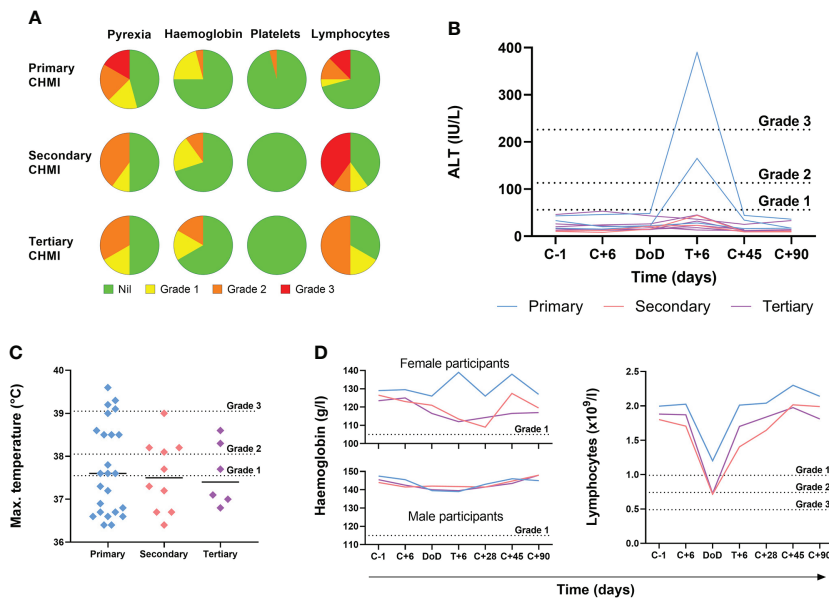 A
Pyrexia Haemoglobin Platelets Lymphocytes
Primary
CHMI
Secondary
CHMI
Tertiary
CHMI
Nil Grade 1 Grade 2 Grade 3
B
ALT (IU/L)
400
300
200
100
0
Grade 3
Grade 2
Grade 1
C-1 C+6 DoD T+6 C+45 C+90
Time (days)
Primary Secondary Tertiary
C
Max. temperature (°C)
40
39
38
37
36
Grade 3
Grade 2
Grade 1
Primary Secondary Tertiary
D
Haemoglobin (g/l)
Female participants
140
130
120
110
100
Grade 1
150
140
130
120
110
Male participants
Grade 1
C-1 C+6 DoD T+6 C+28 C+45 C+90
Lymphocytes (x10⁹/l)
2.5
2.0
1.5
1.0
0.5
0.0
Grade 1
Grade 2
Grade 3
C-1 C+6 DoD T+6 C+28 C+45 C+90
Time (days)